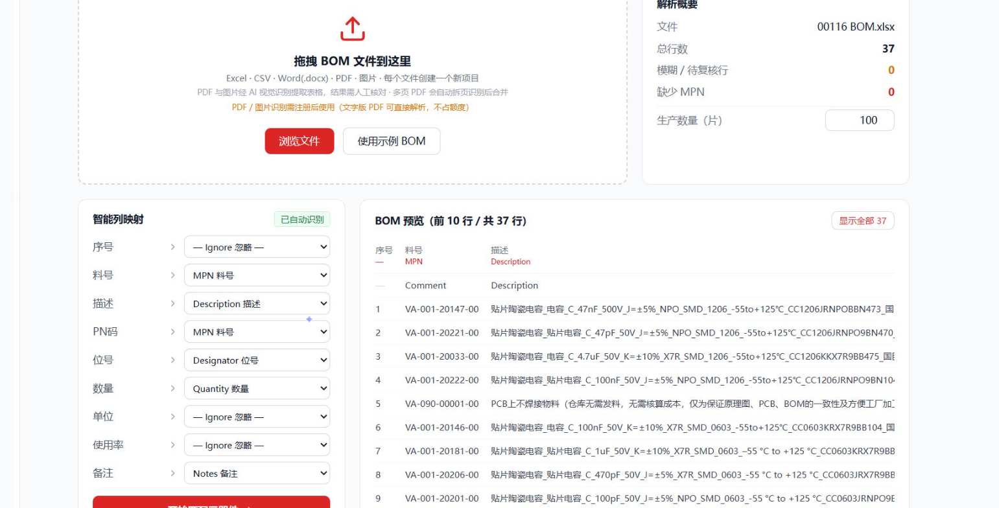 解析概要
文件 00116 BOM.xlsx
总行数 37
模糊 / 待复核行 0
缺少 MPN 0
生产数量（片） 100
拖拽 BOM 文件到这里
Excel · CSV · Word(.docx) · PDF · 图片 · 每个文件创建一个新项目
PDF 与图片经 AI 视觉识别提取表格，结果需人工核对 · 多页 PDF 会自动拆页识别后合并
PDF / 图片识别需注册后使用（文字版 PDF 可直接解析，不占额度）
浏览文件 使用示例 BOM
智能列映射 已自动识别
序号 — Ignore 忽略 —
料号 MPN 料号
描述 Description 描述
PN码 MPN 料号
位号 Designator 位号
数量 Quantity 数量
单位 — Ignore 忽略 —
使用率 — Ignore 忽略 —
备注 Notes 备注
BOM 预览（前 10 行 / 共 37 行） 显示全部 37
序号 料号 描述
— MPN Description
— Comment Description
1 VA-001-20147-00 贴片陶瓷电容_电容_C_47nF_500V_J=±5%_NPO_SMD_1206_-55to+125℃_CC1206JRNPOBBN473_国
2 VA-001-20221-00 贴片陶瓷电容_贴片电容_C_47pF_50V_J=±5%_NPO_SMD_1206_-55to+125℃_CC1206JRNPO9BN470_
3 VA-001-20033-00 贴片陶瓷电容_电容_C_4.7uF_50V_K=±10%_X7R_SMD_1206_-55to+125℃_CC1206KKX7R9BB475_国
4 VA-001-20222-00 贴片陶瓷电容_贴片电容_C_100nF_50V_J=±5%_NPO_SMD_1206_-55to+125℃_CC1206JRNPO9BN10
5 VA-090-00001-00 PCB上不焊接物料（仓库无需发料，无需核算成本，仅为保证原理图、PCB、BOM的一致性及方便工厂加
6 VA-001-20146-00 贴片陶瓷电容_电容_C_100nF_50V_K=±10%_X7R_SMD_0603_-55to+125℃_CC0603KRX7R9BB104_国
7 VA-001-20181-00 贴片陶瓷电容_贴片电容_C_1uF_50V_K=±10%_X7R_SMD_0603_–55 °C to +125 °C_CC0603KRX7R9BB
8 VA-001-20206-00 贴片陶瓷电容_贴片电容_C_470pF_50V_J=±5%_X7R_SMD_0603_-55 °C to +125 °C_CC0603JRX7R9BB
9 VA-001-20201-00 贴片陶瓷电容_贴片电容_C_100pF_50V_J=±5%_NPO_SMD_0603_-55 °C to +125 °C_CC0603JRNPO9B